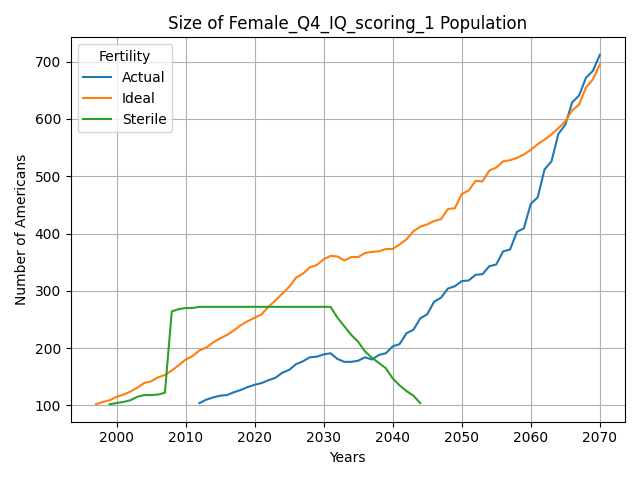 Size of Female_Q4_IQ_scoring_1 Population
Fertility
Actual
Ideal
Sterile
Number of Americans
700
600
500
400
300
200
100
2000 2010 2020 2030 2040 2050 2060 2070
Years